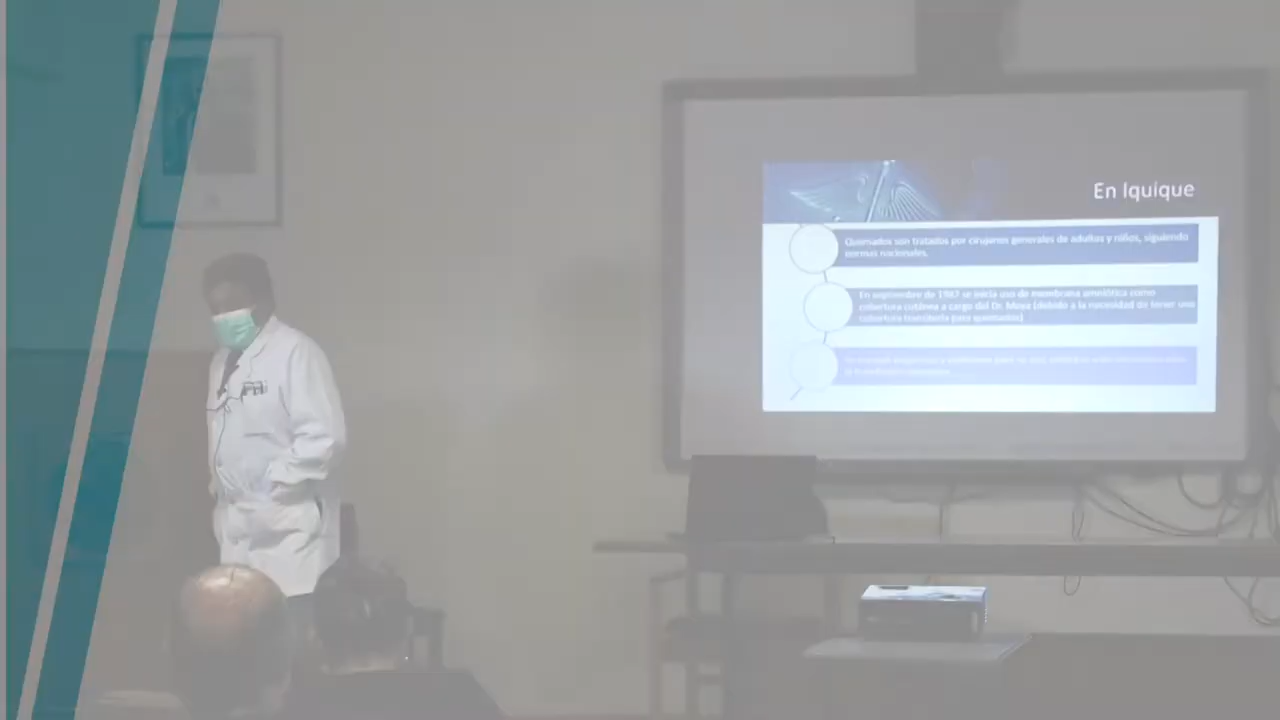 En Iquique
Quemados son tratados por cirujanos generales de adultos y niños, siguiendo
normas nacionales.
En septiembre de 1987 se inicia uso de membrana amniótica como
cobertura cutánea a cargo del Dr. Moya (debido a la necesidad de tener una
cobertura transitoria para quemados)